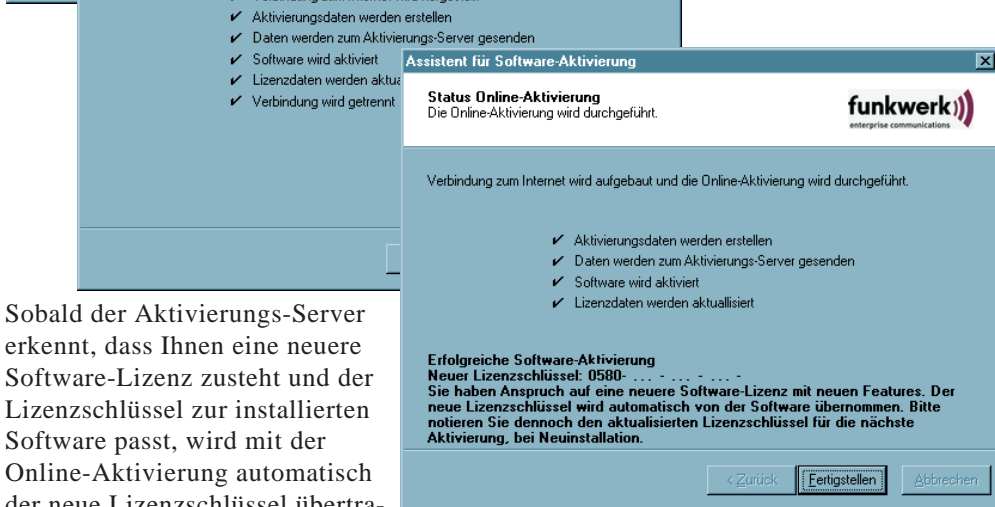 ✔ Aktivierungsdaten werden erstellen
✔ Daten werden zum Aktivierungs-Server gesenden
✔ Software wird aktiviert
✔ Lizenzdaten werden
✔ Verbindung wird getrennt
Assistent für Software-Aktivierung
Status Online-Aktivierung
Die Online-Aktivierung wird durchgeführt.
funkwerk
enterprise communications
Verbindung zum Internet wird aufgebaut und die Online-Aktivierung wird durchgeführt.
✔ Aktivierungsdaten werden erstellen
✔ Daten werden zum Aktivierungs-Server gesenden
✔ Software wird aktiviert
✔ Lizenzdaten werden aktuallisiert
Erfolgreiche Software-Aktivierung
Neuer Lizenzschlüssel: 0580- ... - ... - ... -
Sie haben Anspruch auf eine neuere Software-Lizenz mit neuen Features. Der
neue Lizenzschlüssel wird automatisch von der Software übernommen. Bitte
notieren Sie dennoch den aktualisierten Lizenzschlüssel für die nächste
Aktivierung, bei Neuinstallation.
< Zurück Fertigstellen Abbrechen
Sobald der Aktivierungs-Server
erkennt, dass Ihnen eine neuere
Software-Lizenz zusteht und der
Lizenzschlüssel zur installierten
Software passt, wird mit der
Online-Aktivierung automatisch
der neue Lizenzschlüssel übertra-